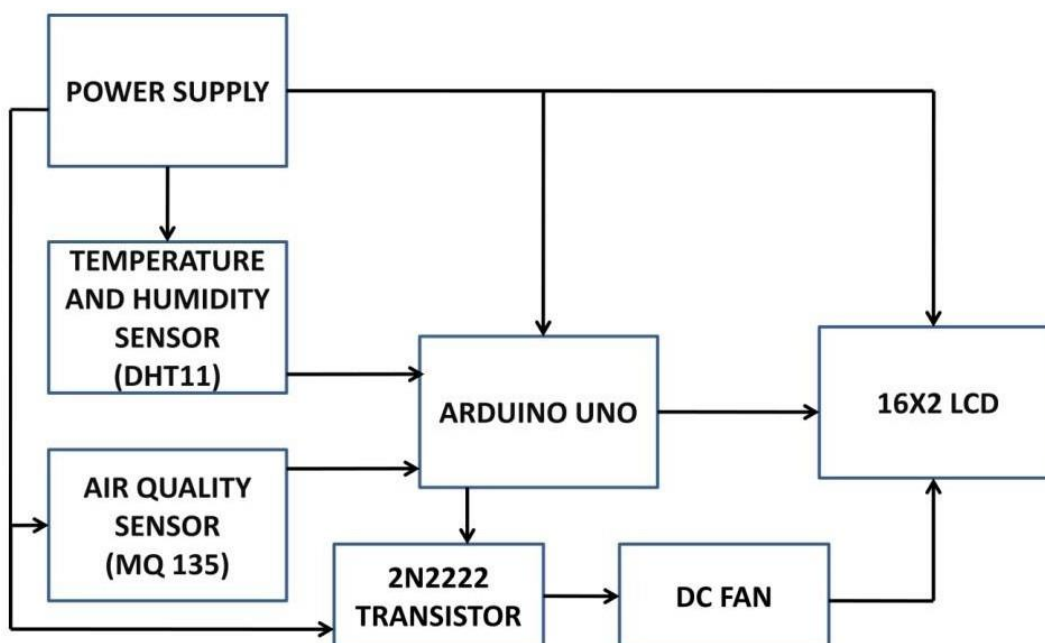 POWER SUPPLY
TEMPERATURE
AND HUMIDITY
SENSOR
(DHT11)
ARDUINO UNO
16X2 LCD
AIR QUALITY
SENSOR
(MQ 135)
2N2222
TRANSISTOR
DC FAN